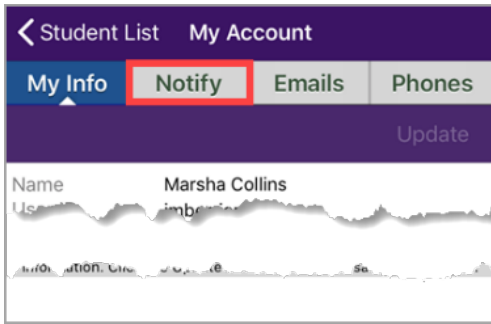 Student List My Account
My Info Notify Emails Phones
Update
Name Marsha Collins